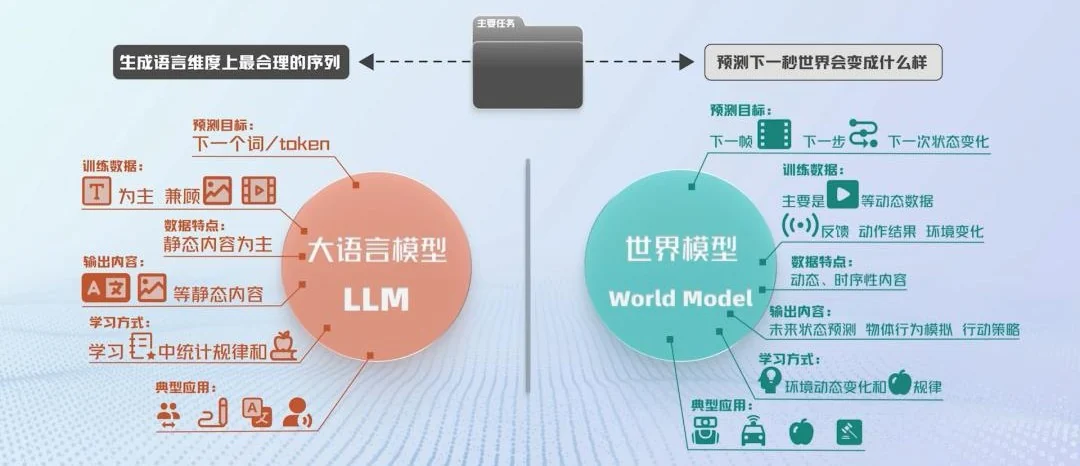 主要任务
生成语言维度上最合理的序列
预测下一秒世界会变成什么样
预测目标：
下一个词/token
训练数据：
T 为主 兼顾
数据特点：
静态内容为主
输出内容：
A 文 等静态内容
学习方式：
学习 中统计规律和
典型应用：
A 文
大语言模型
LLM
预测目标：
下一帧 下一步 下一次状态变化
训练数据：
主要是 等动态数据
反馈 动作结果 环境变化
数据特点：
动态、时序性内容
输出内容：
未来状态预测 物体行为模拟 行动策略
学习方式：
环境动态变化和 规律
典型应用：
世界模型
World Model